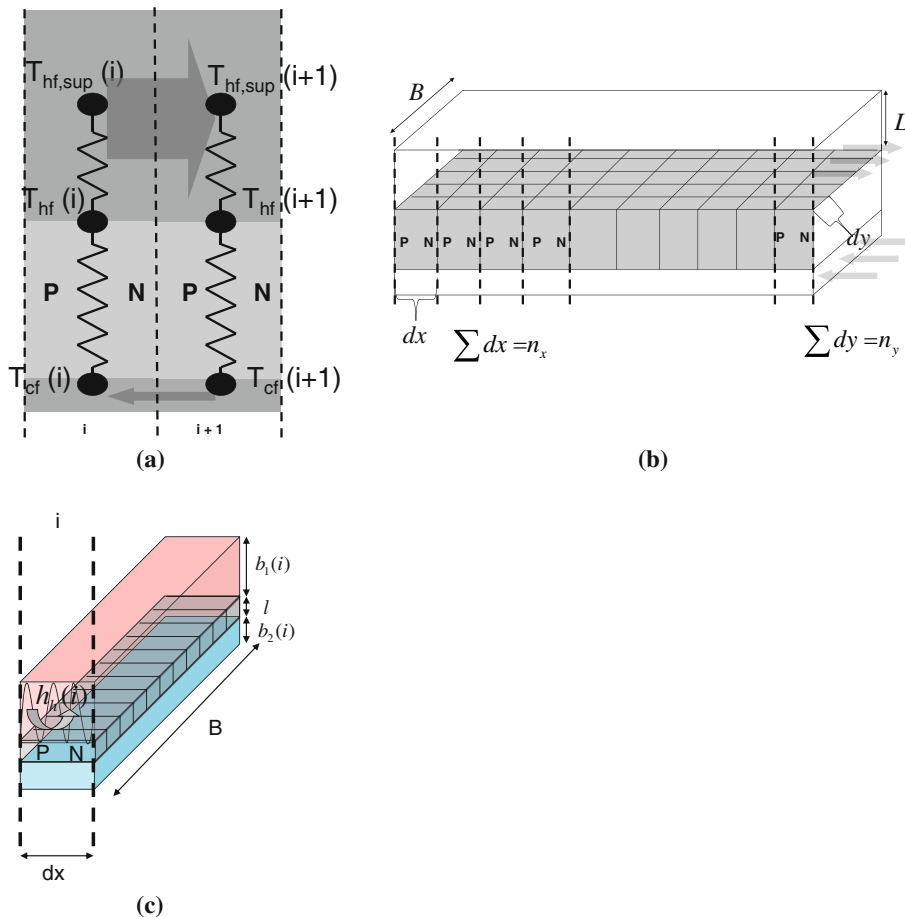 T_hf,sup (i) T_hf,sup (i+1)
T_hf (i) T_hf (i+1)
P N P N
T_cf (i) T_cf (i+1)
i i + 1
(a)
B
L
P N P N P N P N P N
dy
dx
∑ dx = n_x
∑ dy = n_y
(b)
i
b_1(i)
l
b_2(i)
h_h(i)
P N
B
dx
(c)